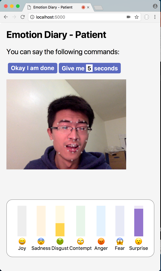 Emotion Diary - Patient
localhost:8000
Emotion Diary - Patient
You can say the following commands:
Okay I am done
Give me 5 seconds
Joy Sadness Disgust Contempt Anger Fear Surprise